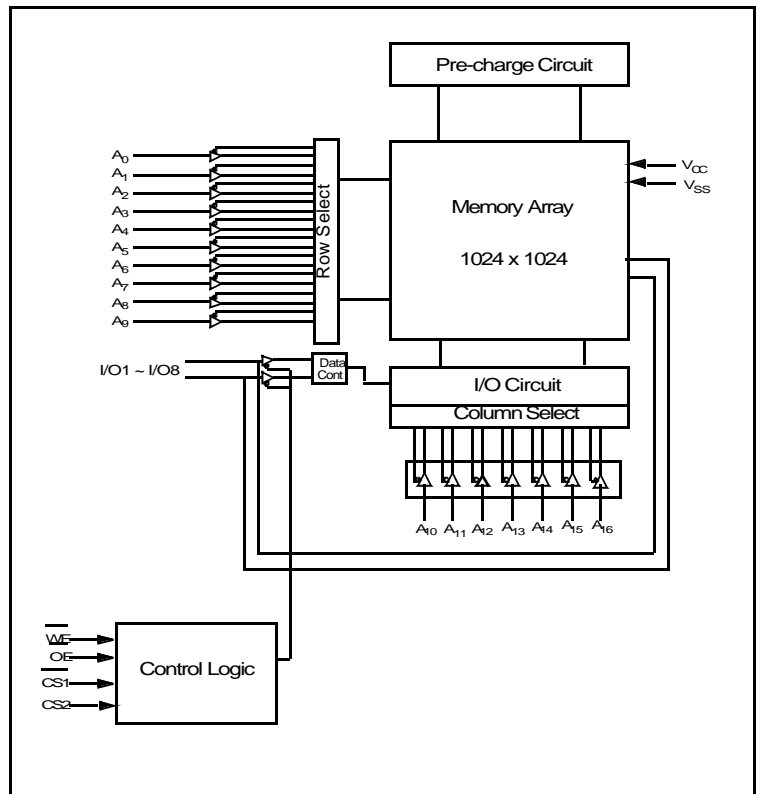 Pre-charge Circuit
A0
A1
A2
A3
A4
A5
A6
A7
A8
A9
Row Select
Memory Array
1024 x 1024
VCC
VSS
I/O1 ~ I/O8
Data
Cont
I/O Circuit
Column Select
A10
A11
A12
A13
A14
A15
A16
WE
OE
CS1
CS2
Control Logic